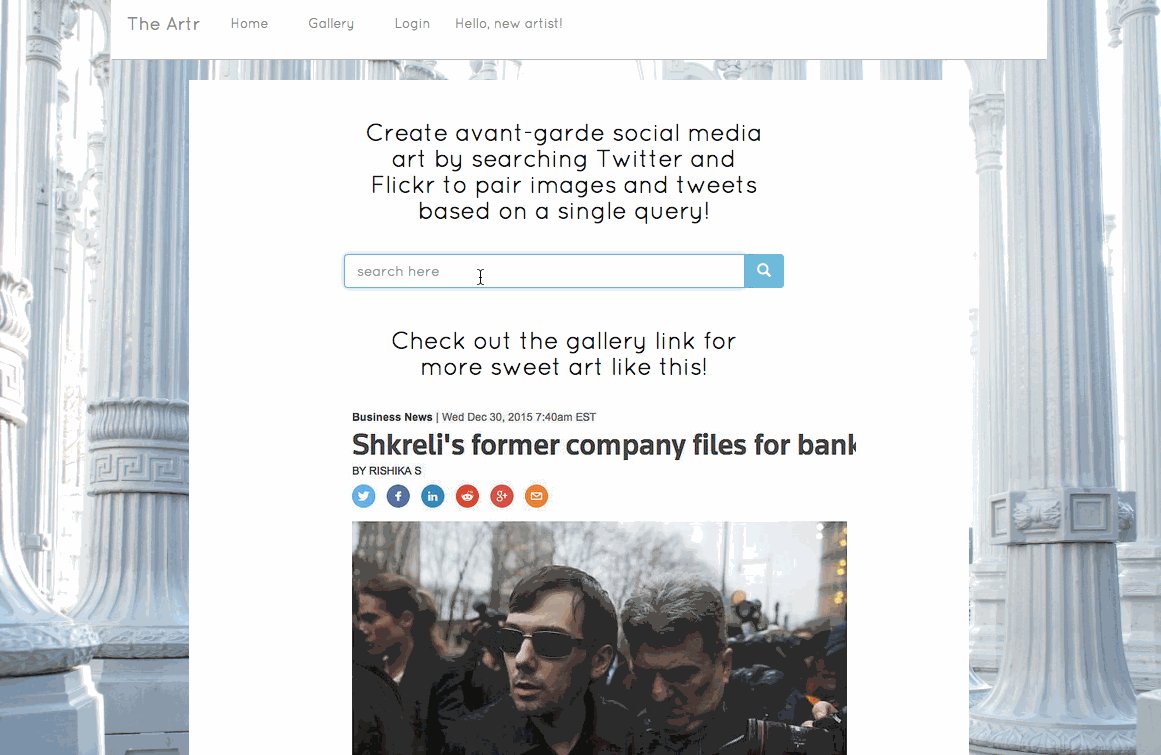 The Artr Home Gallery Login Hello, new artist!
Create avant-garde social media
art by searching Twitter and
Flickr to pair images and tweets
based on a single query!
search here
Check out the gallery link for
more sweet art like this!
Business News | Wed Dec 30, 2015 7:40am EST
Shkreli's former company files for bank
BY RISHIKA S
f in g+